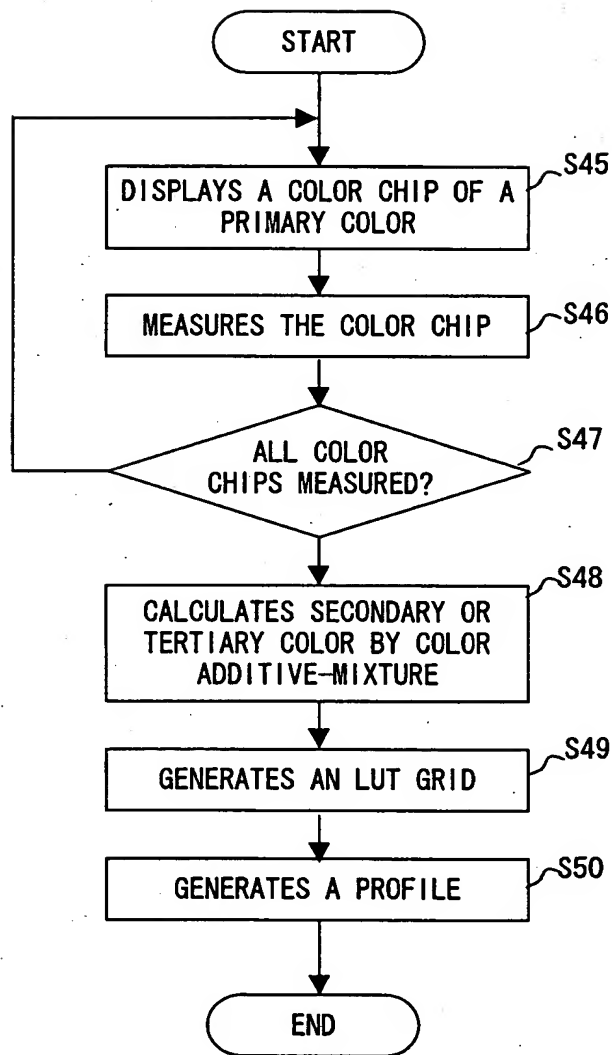 START
S45
DISPLAYS A COLOR CHIP OF A
PRIMARY COLOR
S46
MEASURES THE COLOR CHIP
S47
ALL COLOR
CHIPS MEASURED?
S48
CALCULATES SECONDARY OR
TERTIARY COLOR BY COLOR
ADDITIVE-MIXTURE
S49
GENERATES AN LUT GRID
S50
GENERATES A PROFILE
END